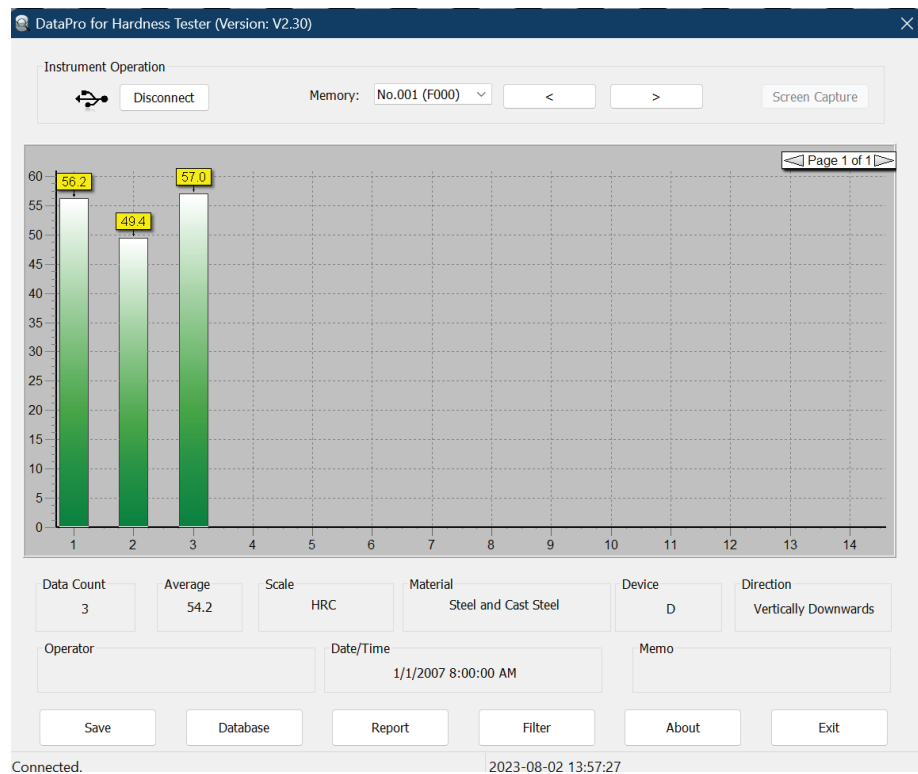 DataPro for Hardness Tester (Version: V2.30)
Instrument Operation
Disconnect
Memory:
No.001 (F000)
<
>
Screen Capture
Page 1 of 1
60
55
50
45
40
35
30
25
20
15
10
5
0
56.2
49.4
57.0
1 2 3 4 5 6 7 8 9 10 11 12 13 14
Data Count
3
Average
54.2
Scale
HRC
Material
Steel and Cast Steel
Device
D
Direction
Vertically Downwards
Operator
Date/Time
1/1/2007 8:00:00 AM
Memo
Save
Database
Report
Filter
About
Exit
Connected.
2023-08-02 13:57:27